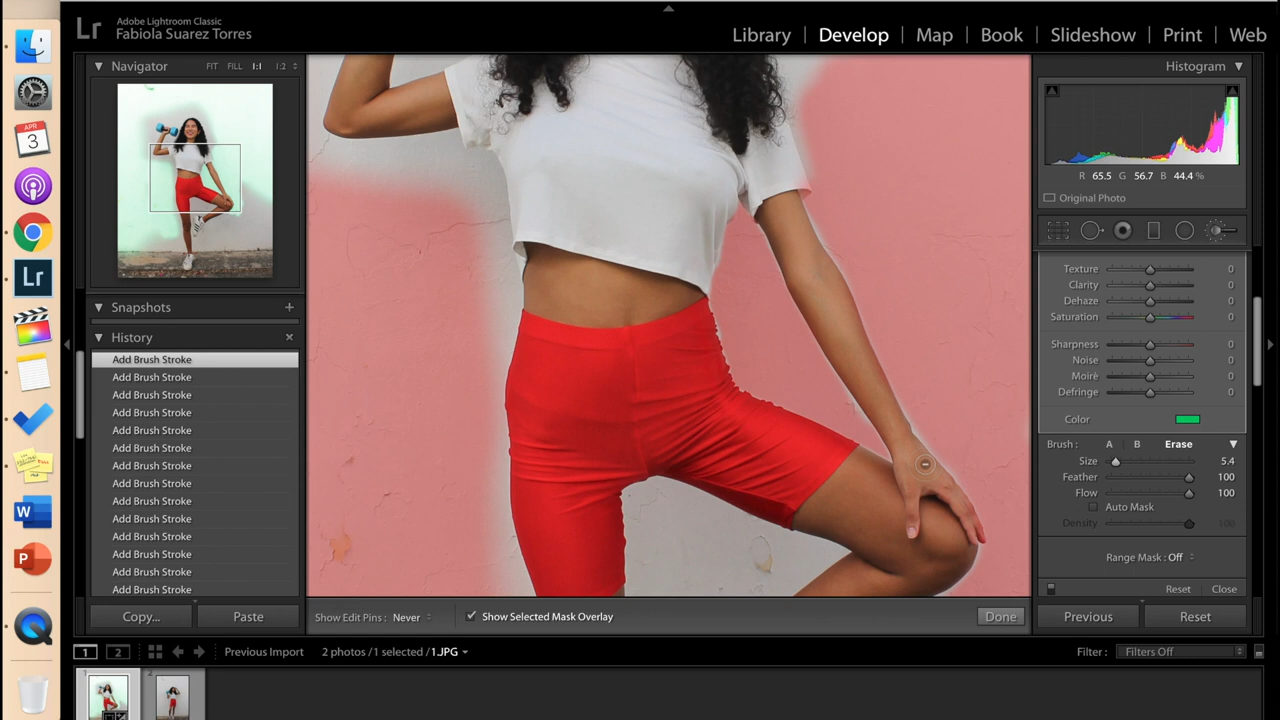 Lr
Adobe Lightroom Classic
Fabiola Suarez Torres
Library | Develop | Map | Book | Slideshow | Print | Web
Navigator FIT FILL 1:1 1:2
Histogram
R 65.5 G 56.7 B 44.4 %
Original Photo
APR
3
Lr
W
P
Snapshots +
History ×
Add Brush Stroke
Add Brush Stroke
Add Brush Stroke
Add Brush Stroke
Add Brush Stroke
Add Brush Stroke
Add Brush Stroke
Add Brush Stroke
Add Brush Stroke
Add Brush Stroke
Add Brush Stroke
Add Brush Stroke
Add Brush Stroke
Add Brush Stroke
Texture 0
Clarity 0
Dehaze 0
Saturation 0
Sharpness 0
Noise 0
Moiré 0
Defringe 0
Color
Brush : A B Erase
Size 5.4
Feather 100
Flow 100
Auto Mask
Density 100
Range Mask : Off
Reset Close
Copy... Paste
Show Edit Pins : Never Show Selected Mask Overlay Done
Previous Reset
1 2 Previous Import 2 photos / 1 selected / 1.JPG Filter : Filters Off
1 2